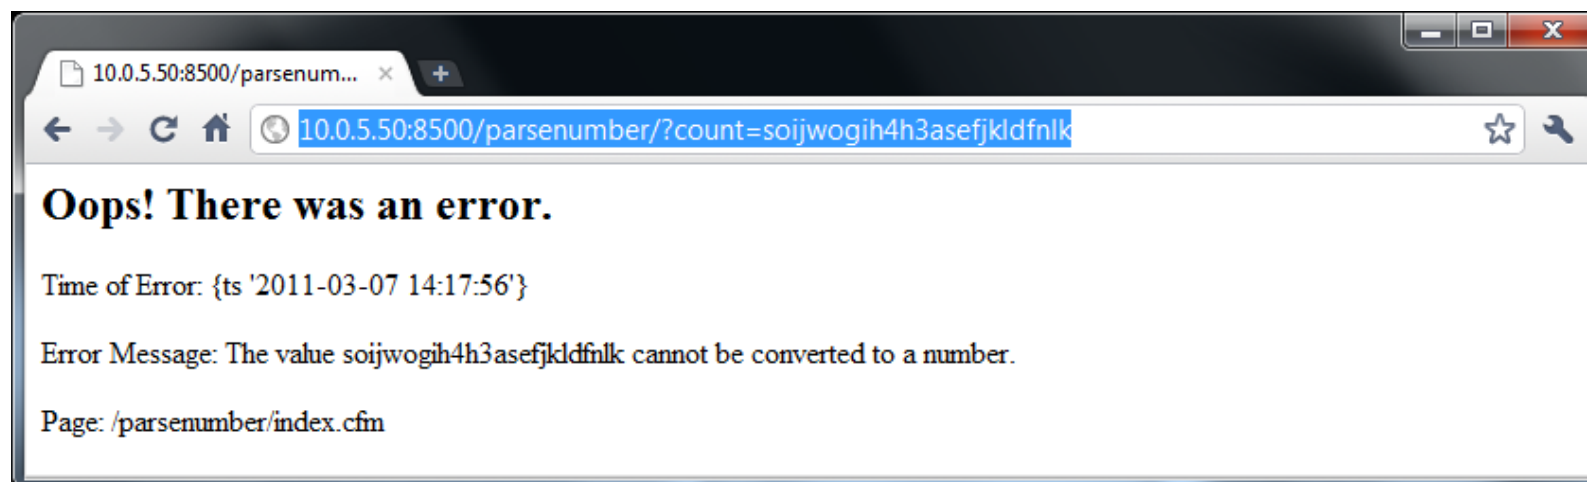 10.0.5.50:8500/parsenum...
10.0.5.50:8500/parsenumber/?count=soijwogih4h3asefjkldfnlk
Oops! There was an error.
Time of Error: {ts '2011-03-07 14:17:56'}
Error Message: The value soijwogih4h3asefjkldfnlk cannot be converted to a number.
Page: /parsenumber/index.cfm